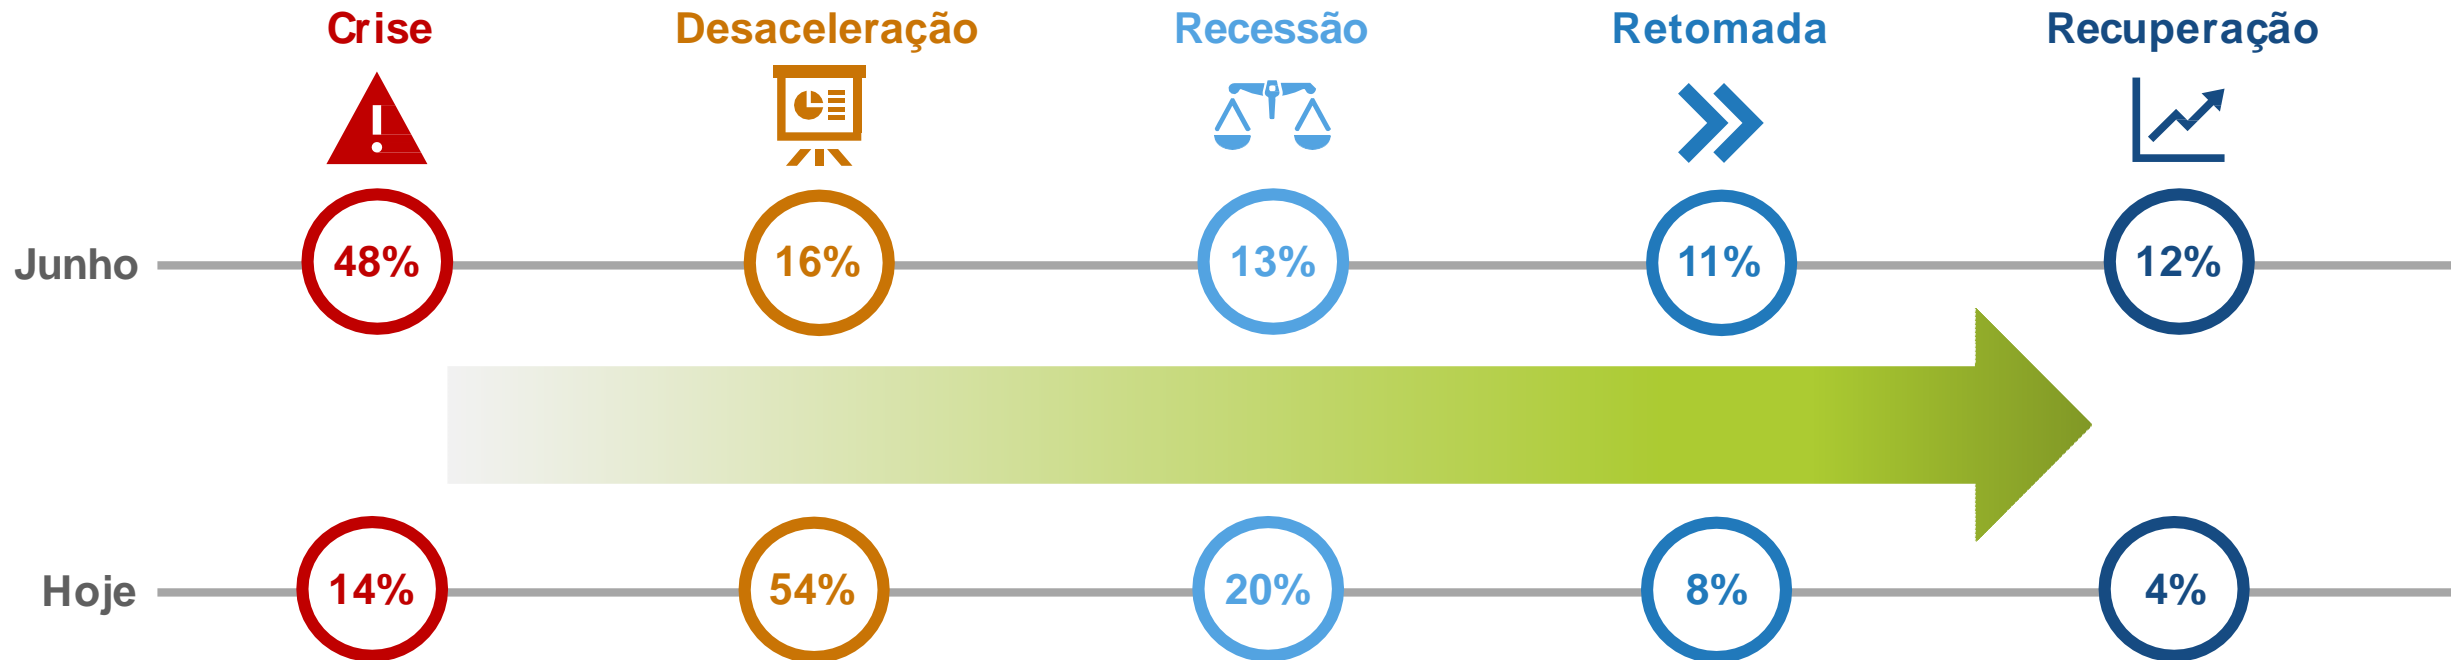 Crise Desaceleração Recessão Retomada Recuperação
Junho 48% 16% 13% 11% 12%
Hoje 14% 54% 20% 8% 4%